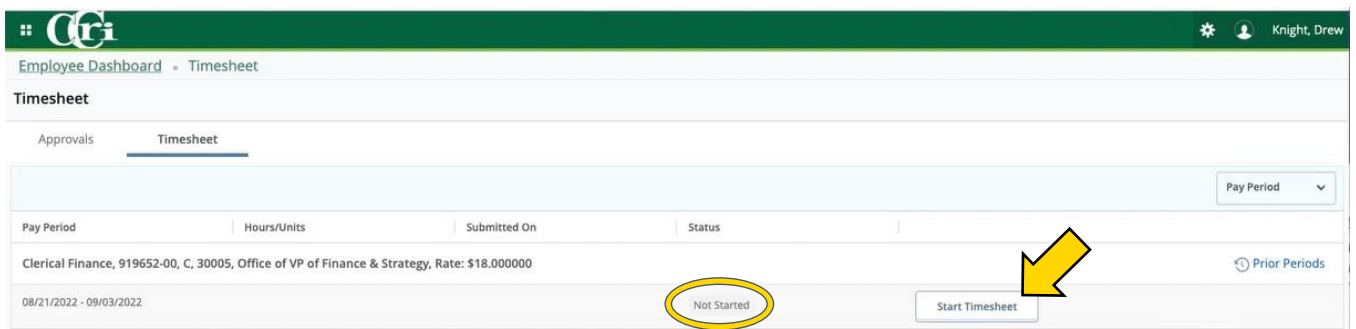 CCri
Knight, Drew
Employee Dashboard • Timesheet
Timesheet
Approvals Timesheet
Pay Period
Pay Period Hours/Units Submitted On Status
Clerical Finance, 919652-00, C, 30005, Office of VP of Finance & Strategy, Rate: $18.000000 Prior Periods
08/21/2022 - 09/03/2022 Not Started Start Timesheet